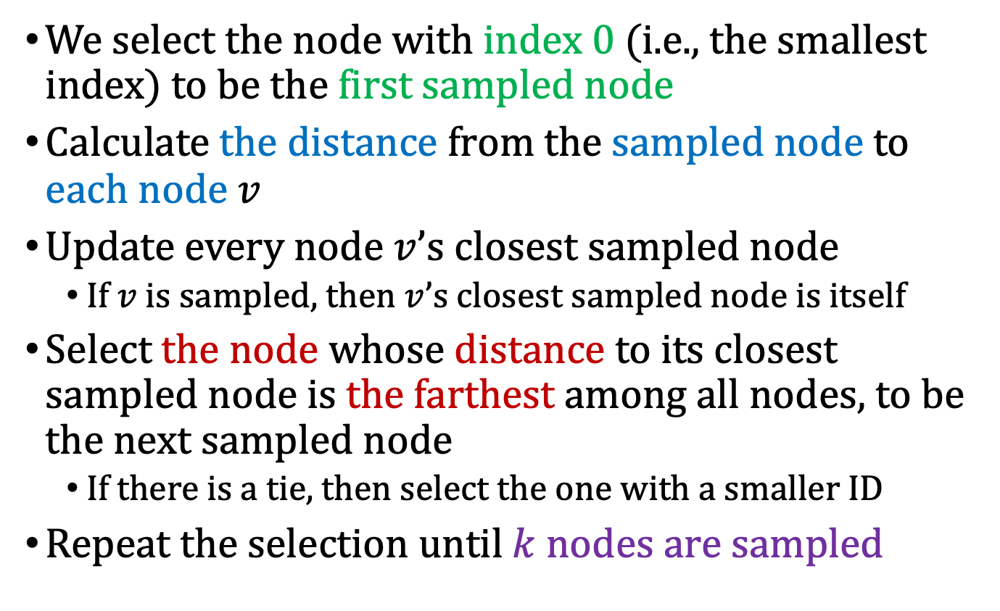 • We select the node with index 0 (i.e., the smallest
index) to be the first sampled node
• Calculate the distance from the sampled node to
each node 𝑣
• Update every node 𝑣’s closest sampled node
• If 𝑣 is sampled, then 𝑣’s closest sampled node is itself
• Select the node whose distance to its closest
sampled node is the farthest among all nodes, to be
the next sampled node
• If there is a tie, then select the one with a smaller ID
• Repeat the selection until 𝑘 nodes are sampled